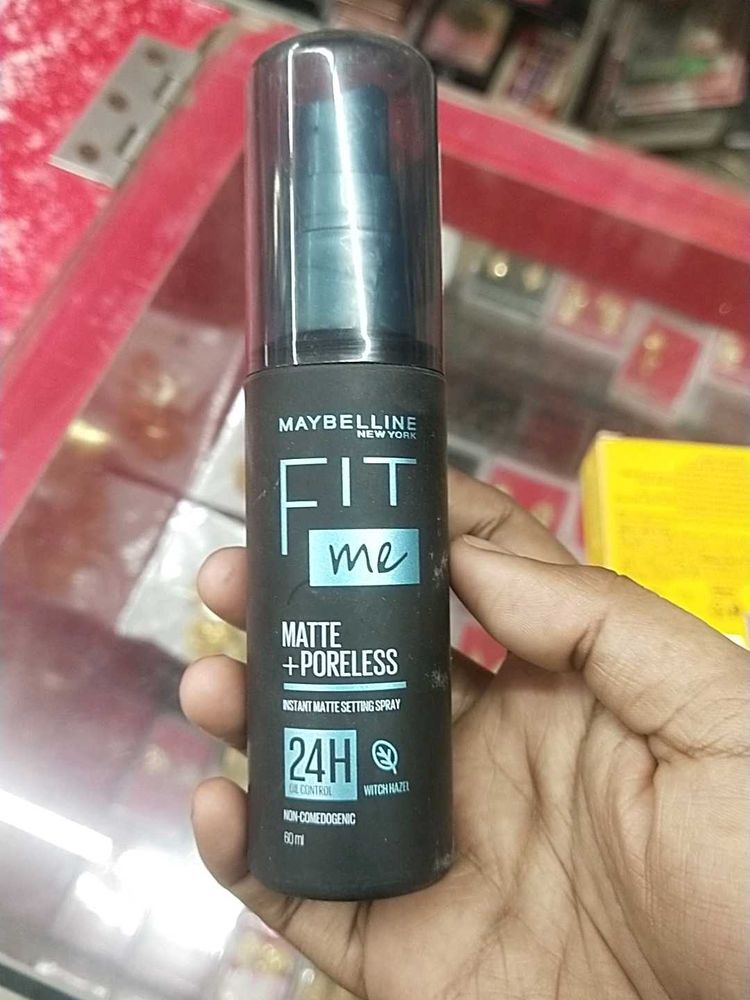 MAYBELLINE
NEW YORK
FIT
me
MATTE
+PORELESS
INSTANT MATTE SETTING SPRAY
24H
OIL CONTROL
WITCH HAZEL
NON-COMEDOGENIC
60 ml